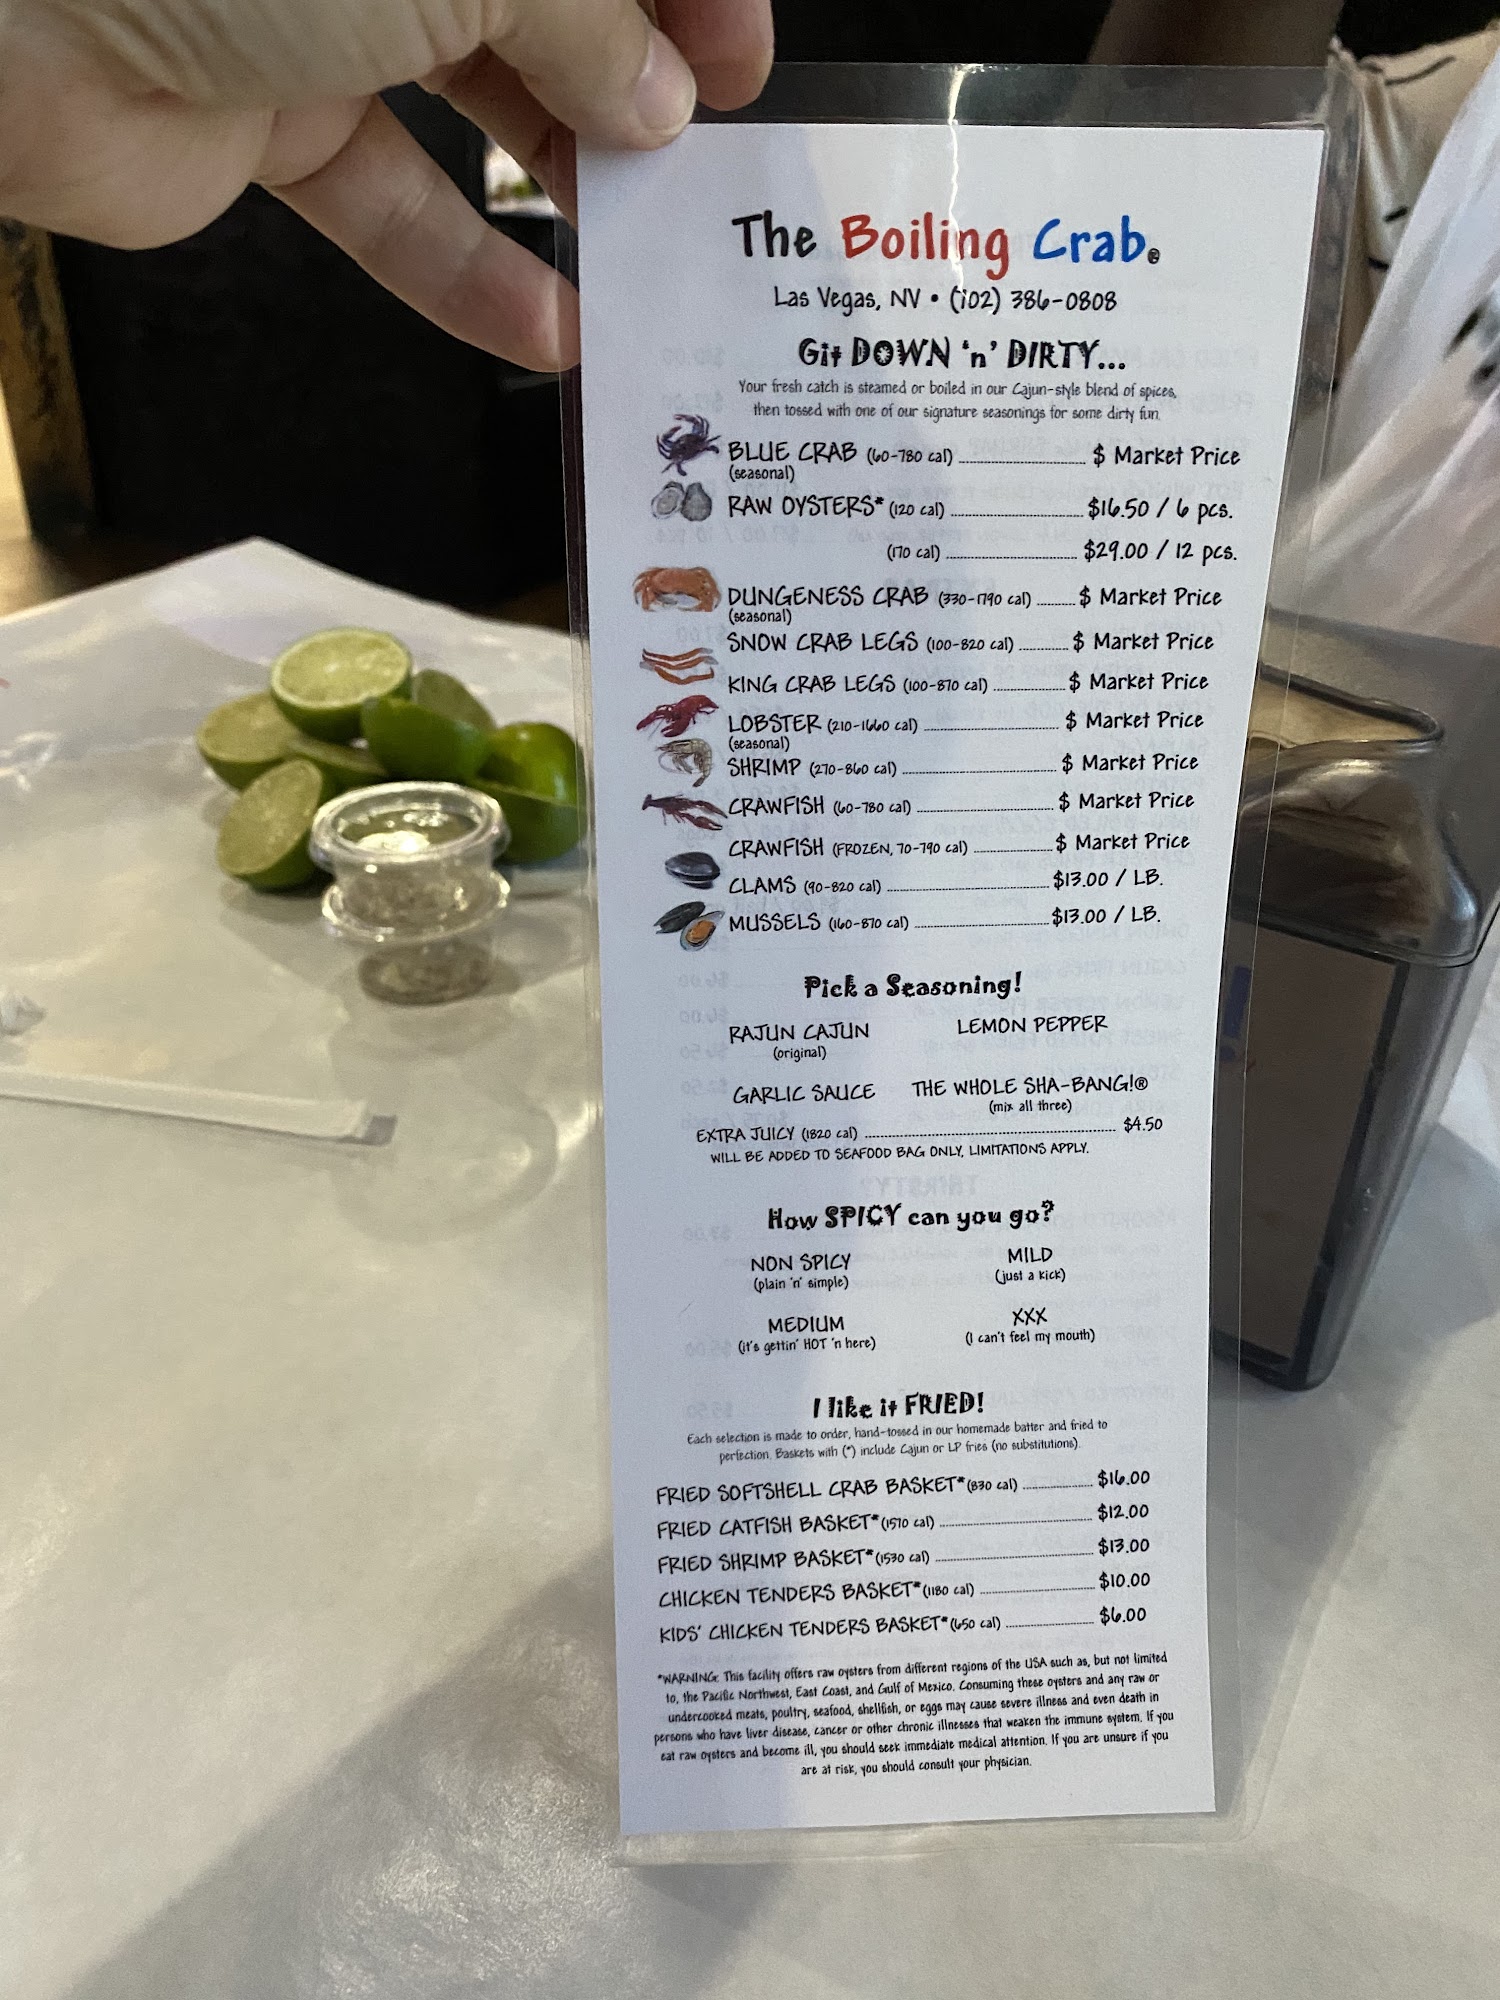 The Boiling Crab®
Las Vegas, NV • (702) 386-0808
Git DOWN 'n' DIRTY...
Your fresh catch is steamed or boiled in our Cajun-style blend of spices,
then tossed with one of our signature seasonings for some dirty fun.
BLUE CRAB (60-780 cal) $ Market Price
(seasonal)
RAW OYSTERS* (120 cal) $16.50 / 6 pcs.
(170 cal) $29.00 / 12 pcs.
DUNGENESS CRAB (330-1790 cal) $ Market Price
(seasonal)
SNOW CRAB LEGS (100-820 cal) $ Market Price
KING CRAB LEGS (100-870 cal) $ Market Price
LOBSTER (210-1660 cal) $ Market Price
(seasonal)
SHRIMP (270-860 cal) $ Market Price
CRAWFISH (60-780 cal) $ Market Price
CRAWFISH (FROZEN, 70-790 cal) $ Market Price
CLAMS (90-820 cal) $13.00 / LB.
MUSSELS (160-870 cal) $13.00 / LB.
Pick a Seasoning!
RAJUN CAJUN LEMON PEPPER
(original)
GARLIC SAUCE THE WHOLE SHA-BANG!®
(mix all three)
EXTRA JUICY (1820 cal) $4.50
WILL BE ADDED TO SEAFOOD BAG ONLY, LIMITATIONS APPLY.
How SPICY can you go?
NON SPICY MILD
(plain 'n' simple) (just a kick)
MEDIUM XXX
(it's gettin' HOT 'n here) (I can't feel my mouth)
I like it FRIED!
Each selection is made to order, hand-tossed in our homemade batter and fried to
perfection. Baskets with (*) include Cajun or LP fries (no substitutions).
FRIED SOFTSHELL CRAB BASKET* (830 cal) $16.00
FRIED CATFISH BASKET* (1570 cal) $12.00
FRIED SHRIMP BASKET* (1530 cal) $13.00
CHICKEN TENDERS BASKET* (1180 cal) $10.00
KIDS' CHICKEN TENDERS BASKET* (650 cal) $6.00
*WARNING: This facility offers raw oysters from different regions of the USA such as, but not limited
to, the Pacific Northwest, East Coast, and Gulf of Mexico. Consuming these oysters and any raw or
undercooked meats, poultry, seafood, shellfish, or eggs may cause severe illness and even death in
persons who have liver disease, cancer or other chronic illnesses that weaken the immune system. If you
eat raw oysters and become ill, you should seek immediate medical attention. If you are unsure if you
are at risk, you should consult your physician.